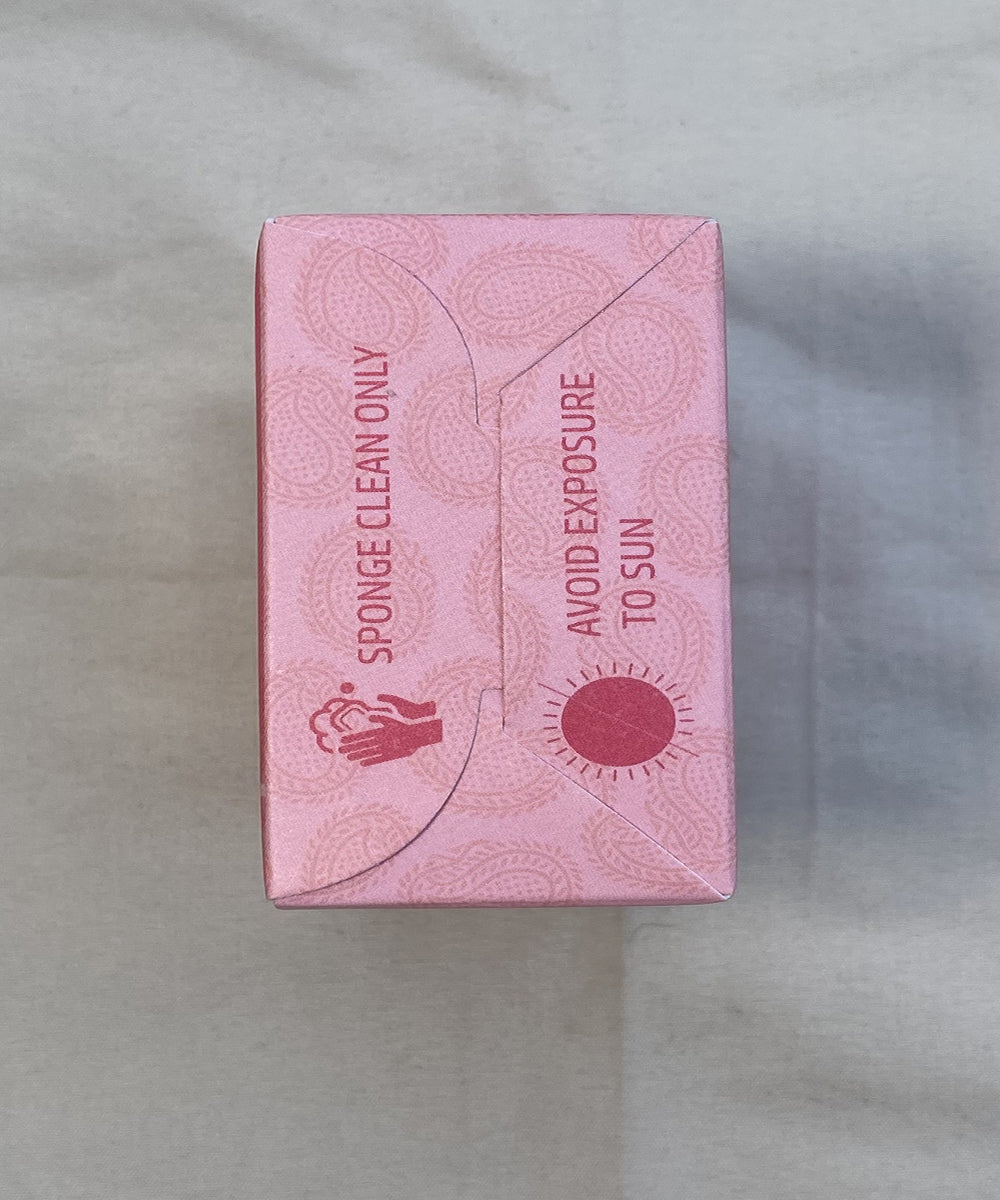 SPONGE CLEAN ONLY
AVOID EXPOSURE
TO SUN